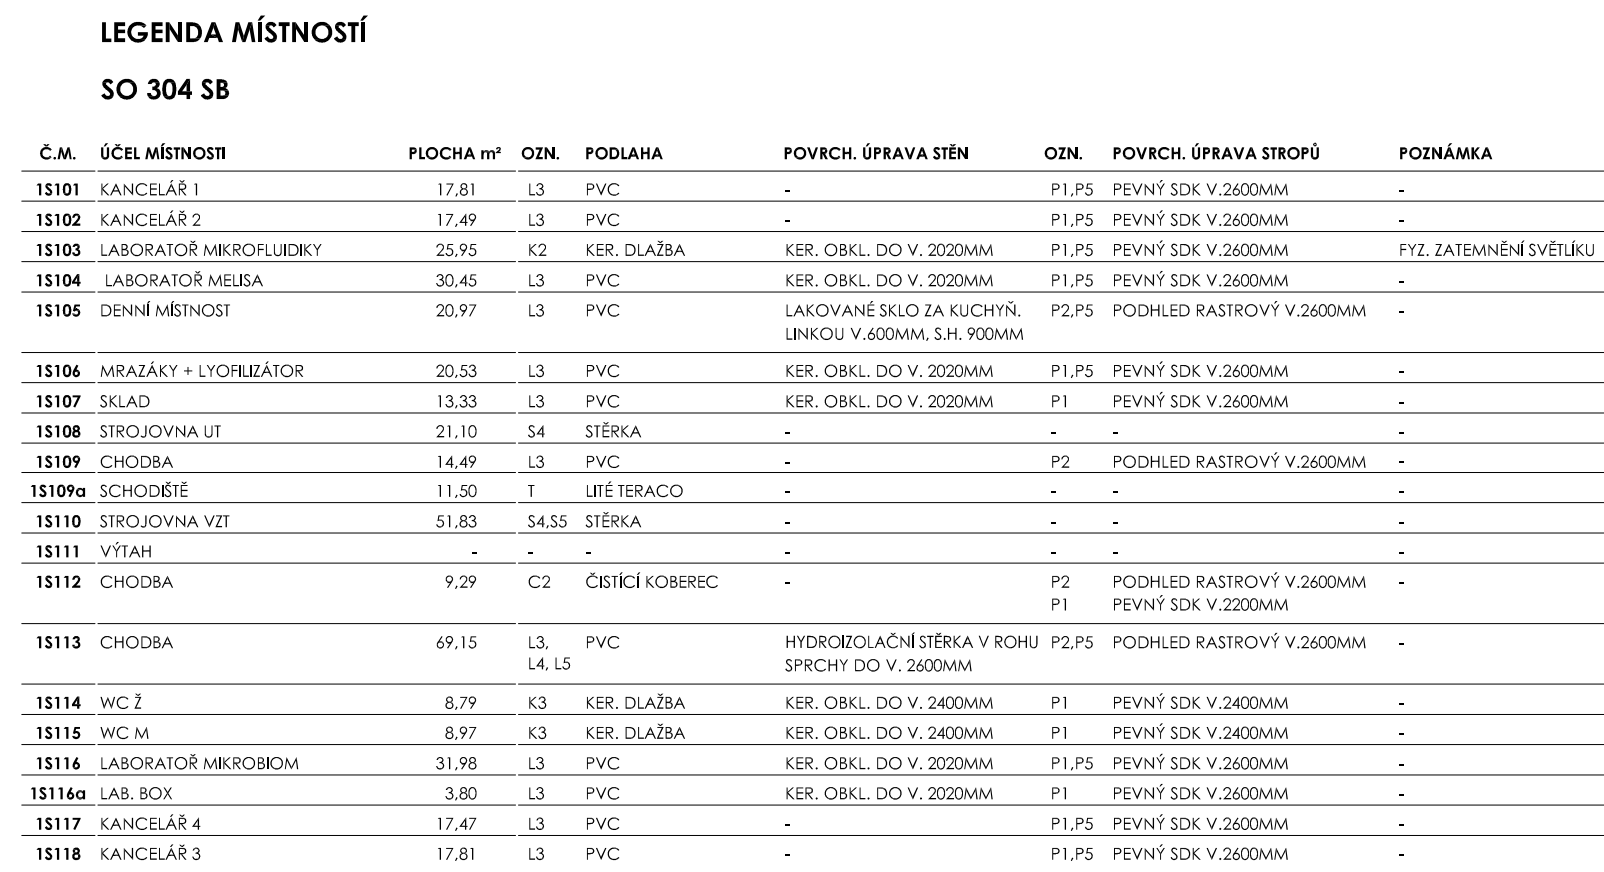 LEGENDA MÍSTNOSTÍ
SO 304 SB
Č.M. ÚČEL MÍSTNOSTI PLOCHA m² OZN. PODLAHA POVRCH. ÚPRAVA STĚN OZN. POVRCH. ÚPRAVA STROPŮ POZNÁMKA
1S101 KANCELÁŘ 1 17,81 L3 PVC - P1,P5 PEVNÝ SDK V.2600MM -
1S102 KANCELÁŘ 2 17,49 L3 PVC - P1,P5 PEVNÝ SDK V.2600MM -
1S103 LABORATOŘ MIKROFLUIDIKY 25,95 K2 KER. DLAŽBA KER. OBKL. DO V. 2020MM P1,P5 PEVNÝ SDK V.2600MM FYZ. ZATEMNĚNÍ SVĚTLÍKU
1S104 LABORATOŘ MELISA 30,45 L3 PVC KER. OBKL. DO V. 2020MM P1,P5 PEVNÝ SDK V.2600MM -
1S105 DENNÍ MÍSTNOST 20,97 L3 PVC LAKOVANÉ SKLO ZA KUCHYŇ. P2,P5 PODHLED RASTROVÝ V.2600MM -
LINKOU V.600MM, S.H. 900MM
1S106 MRAZÁKY + LYOFILIZÁTOR 20,53 L3 PVC KER. OBKL. DO V. 2020MM P1,P5 PEVNÝ SDK V.2600MM -
1S107 SKLAD 13,33 L3 PVC KER. OBKL. DO V. 2020MM P1 PEVNÝ SDK V.2600MM -
1S108 STROJOVNA UT 21,10 S4 STĚRKA - - - -
1S109 CHODBA 14,49 L3 PVC - P2 PODHLED RASTROVÝ V.2600MM -
1S109a SCHODIŠTĚ 11,50 T LITÉ TERACO - - - -
1S110 STROJOVNA VZT 51,83 S4,S5 STĚRKA - - - -
1S111 VÝTAH - - - - - - -
1S112 CHODBA 9,29 C2 ČISTÍCÍ KOBEREC - P2 PODHLED RASTROVÝ V.2600MM -
P1 PEVNÝ SDK V.2200MM
1S113 CHODBA 69,15 L3, PVC HYDROIZOLAČNÍ STĚRKA V ROHU P2,P5 PODHLED RASTROVÝ V.2600MM -
L4, L5 SPRCHY DO V. 2600MM
1S114 WC Ž 8,79 K3 KER. DLAŽBA KER. OBKL. DO V. 2400MM P1 PEVNÝ SDK V.2400MM -
1S115 WC M 8,97 K3 KER. DLAŽBA KER. OBKL. DO V. 2400MM P1 PEVNÝ SDK V.2400MM -
1S116 LABORATOŘ MIKROBIOM 31,98 L3 PVC KER. OBKL. DO V. 2020MM P1,P5 PEVNÝ SDK V.2600MM -
1S116a LAB. BOX 3,80 L3 PVC KER. OBKL. DO V. 2020MM P1 PEVNÝ SDK V.2600MM -
1S117 KANCELÁŘ 4 17,47 L3 PVC - P1,P5 PEVNÝ SDK V.2600MM -
1S118 KANCELÁŘ 3 17,81 L3 PVC - P1,P5 PEVNÝ SDK V.2600MM -